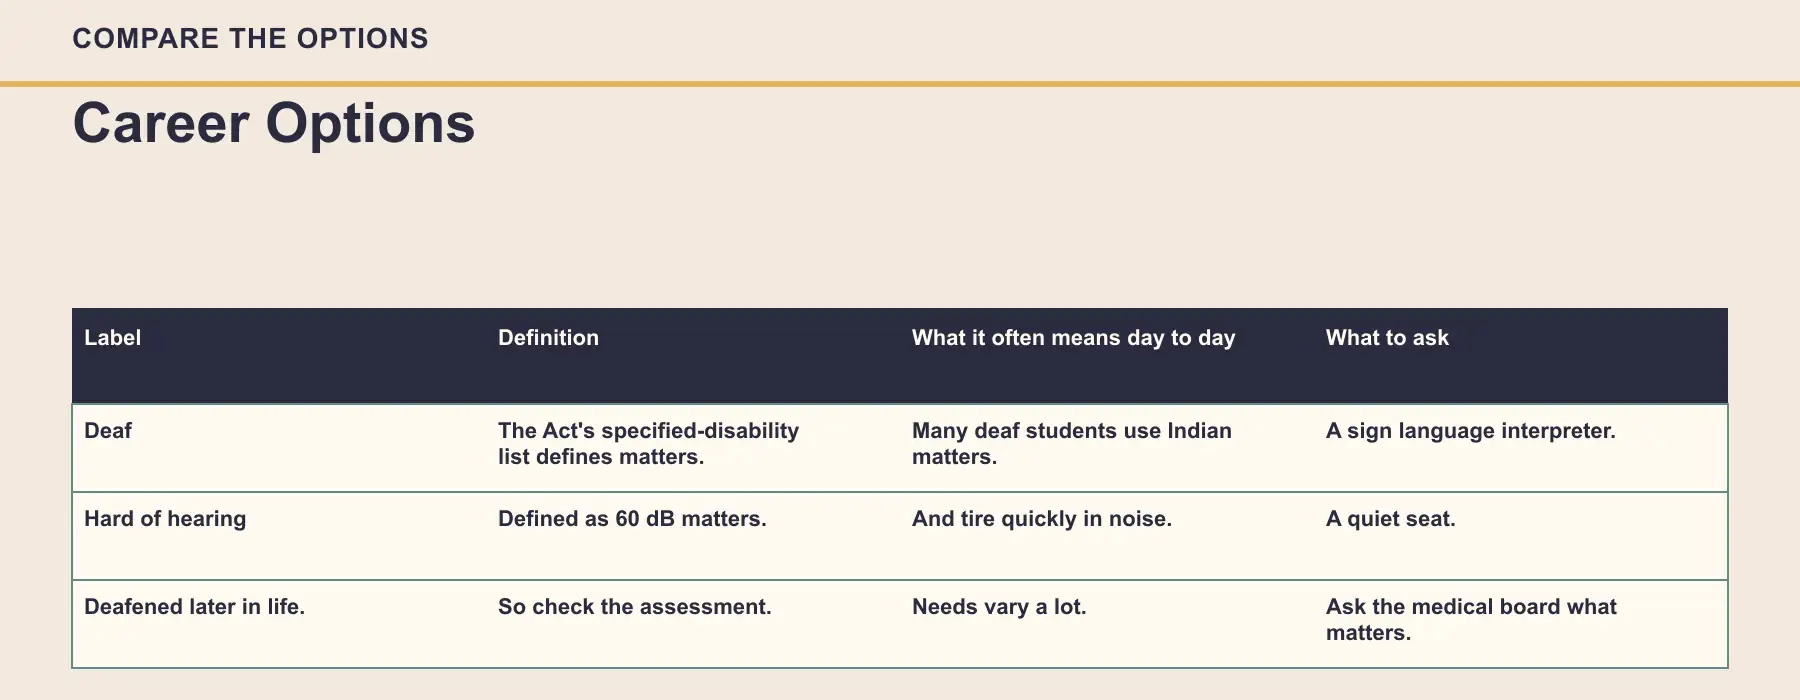 COMPARE THE OPTIONS
Career Options
Label
Definition
What it often means day to day
What to ask
Deaf
The Act's specified-disability
list defines matters.
Many deaf students use Indian
matters.
A sign language interpreter.
Hard of hearing
Defined as 60 dB matters.
And tire quickly in noise.
A quiet seat.
Deafened later in life.
So check the assessment.
Needs vary a lot.
Ask the medical board what
matters.